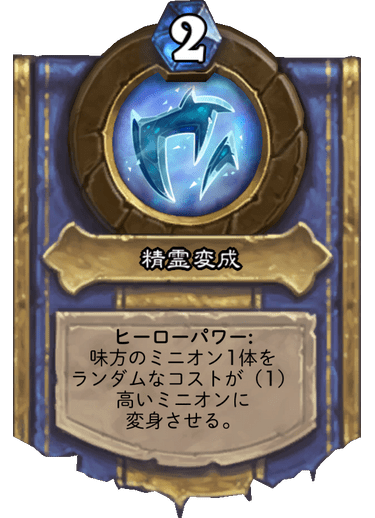 2
精霊変成
ヒーローパワー:
味方のミニオン1体を
ランダムなコストが（1）
高いミニオンに
変身させる。